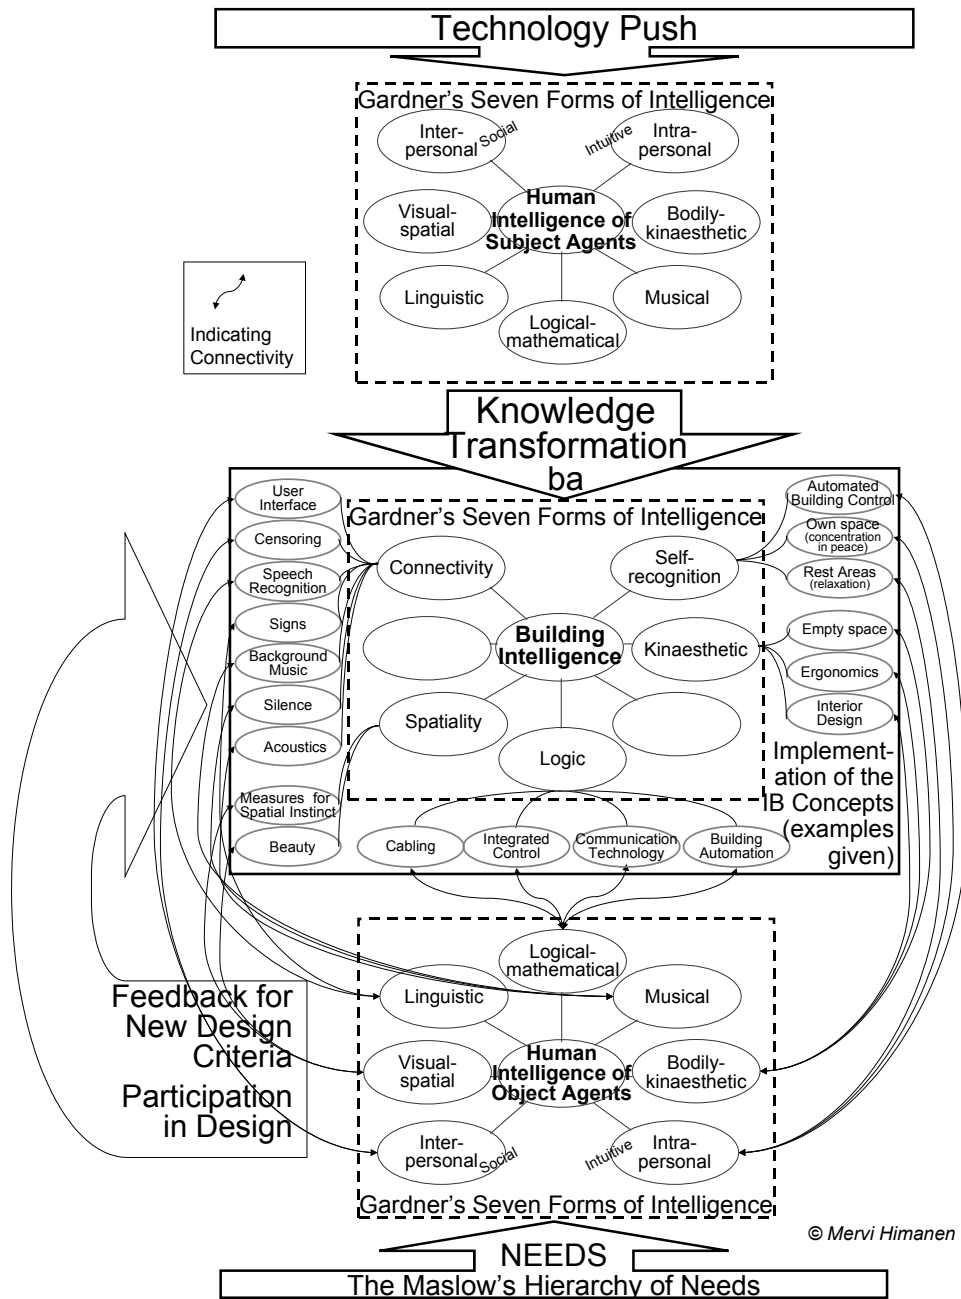 Technology Push
Gardner's Seven Forms of Intelligence
Inter-
personal
Social
Intuitive
Intra-
personal
Visual-
spatial
Human
Intelligence of
Subject Agents
Bodily-
kinaesthetic
Linguistic
Musical
Logical-
mathematical
Indicating
Connectivity
Knowledge
Transformation
ba
User
Interface
Censoring
Speech
Recognition
Signs
Background
Music
Silence
Acoustics
Measures for
Spatial Instinct
Beauty
Gardner's Seven Forms of Intelligence
Connectivity
Self-
recognition
Building
Intelligence
Kinaesthetic
Spatiality
Logic
Automated
Building Control
Own space
(concentration
in peace)
Rest Areas
(relaxation)
Empty space
Ergonomics
Interior
Design
Implement-
ation of the
IB Concepts
(examples
given)
Cabling
Integrated
Control
Communication
Technology
Building
Automation
Logical-
mathematical
Linguistic
Musical
Visual-
spatial
Human
Intelligence of
Object Agents
Bodily-
kinaesthetic
Inter-
personal
Social
Intuitive
Intra-
personal
Gardner's Seven Forms of Intelligence
Feedback for
New Design
Criteria
Participation
in Design
© Mervi Himanen
NEEDS
The Maslow's Hierarchy of Needs